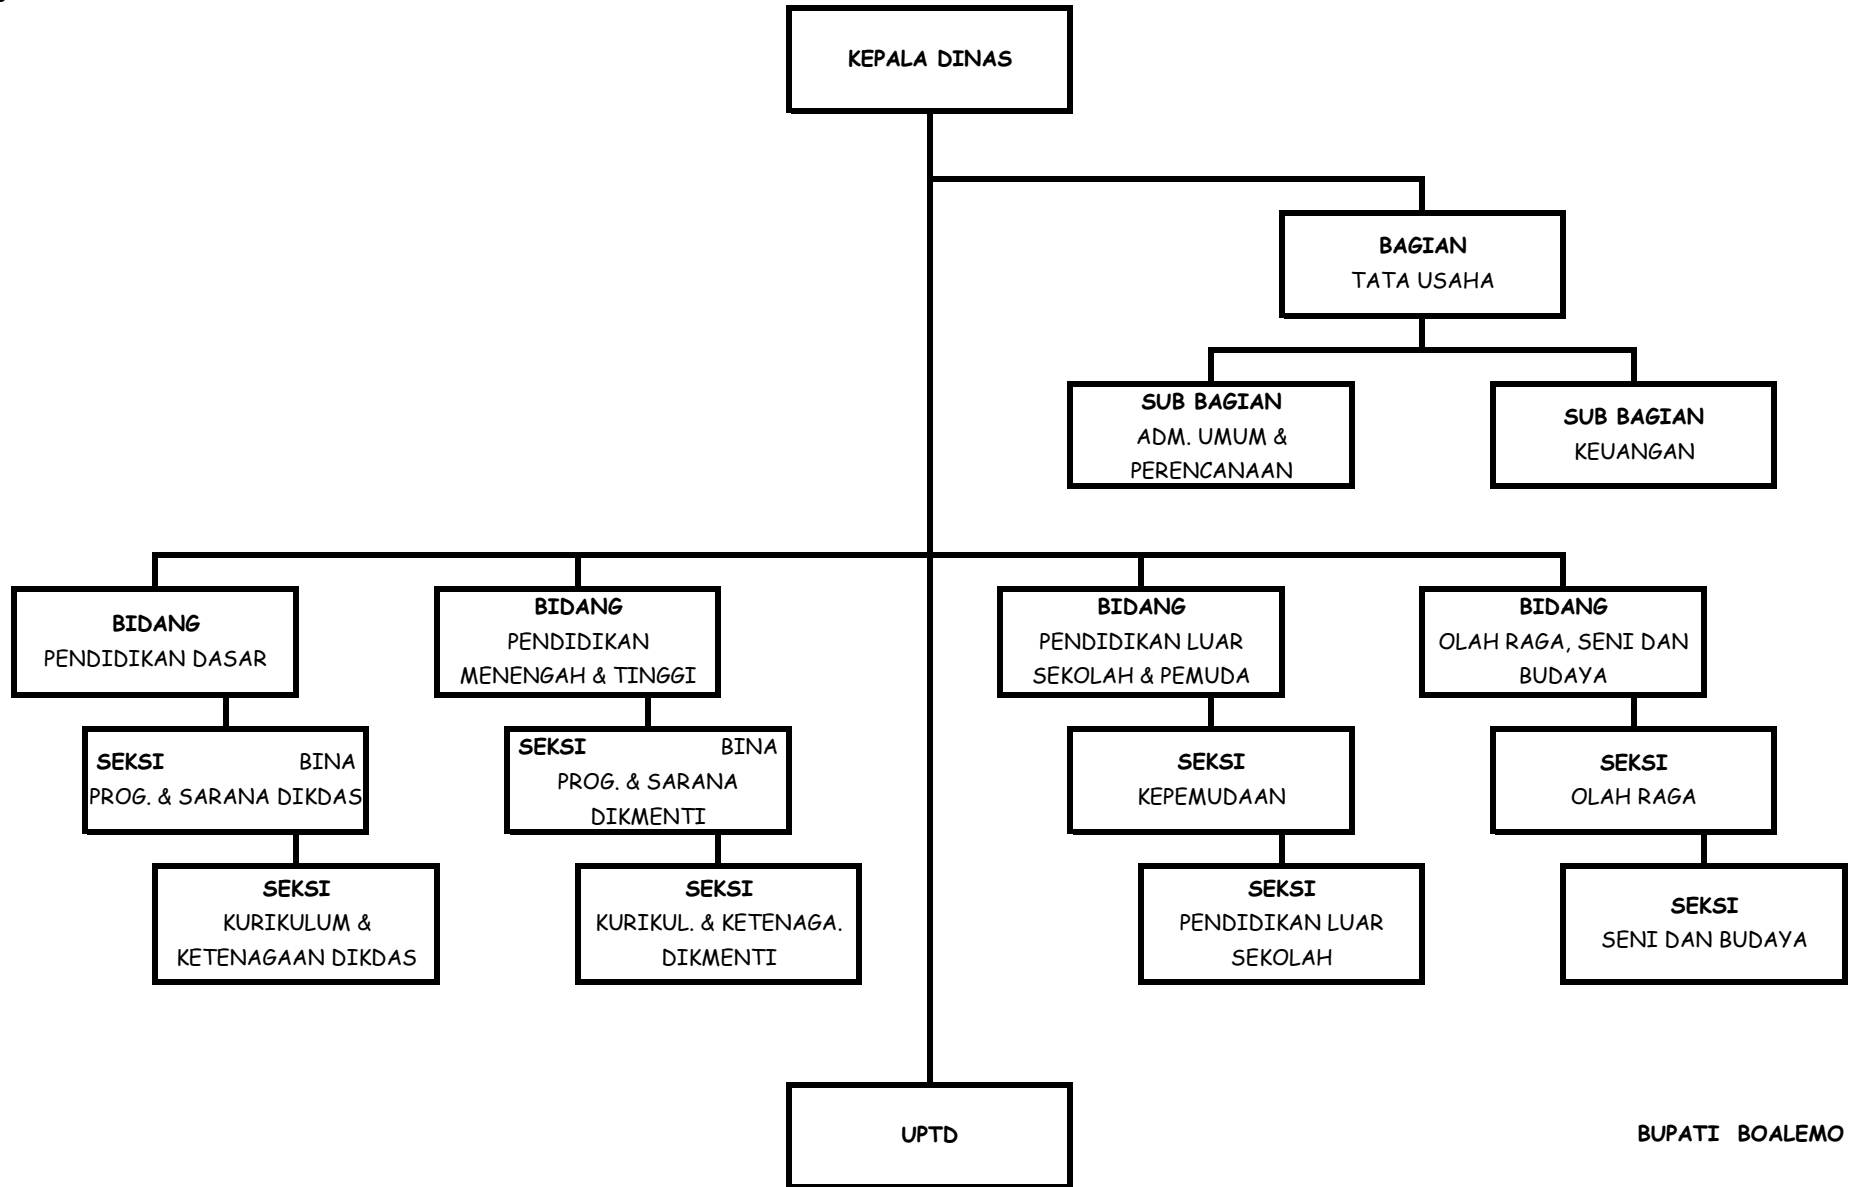 KEPALA DINAS
BAGIAN
TATA USAHA
SUB BAGIAN
ADM. UMUM &
PERENCANAAN
SUB BAGIAN
KEUANGAN
BIDANG
PENDIDIKAN DASAR
BIDANG
PENDIDIKAN
MENENGAH & TINGGI
BIDANG
PENDIDIKAN LUAR
SEKOLAH & PEMUDA
BIDANG
OLAH RAGA, SENI DAN
BUDAYA
SEKSI BINA
PROG. & SARANA DIKDAS
SEKSI BINA
PROG. & SARANA
DIKMENTI
SEKSI
KEPEMUDAAN
SEKSI
OLAH RAGA
SEKSI
KURIKULUM &
KETENAGAAN DIKDAS
SEKSI
KURIKUL. & KETENAGA.
DIKMENTI
SEKSI
PENDIDIKAN LUAR
SEKOLAH
SEKSI
SENI DAN BUDAYA
UPTD
BUPATI BOALEMO